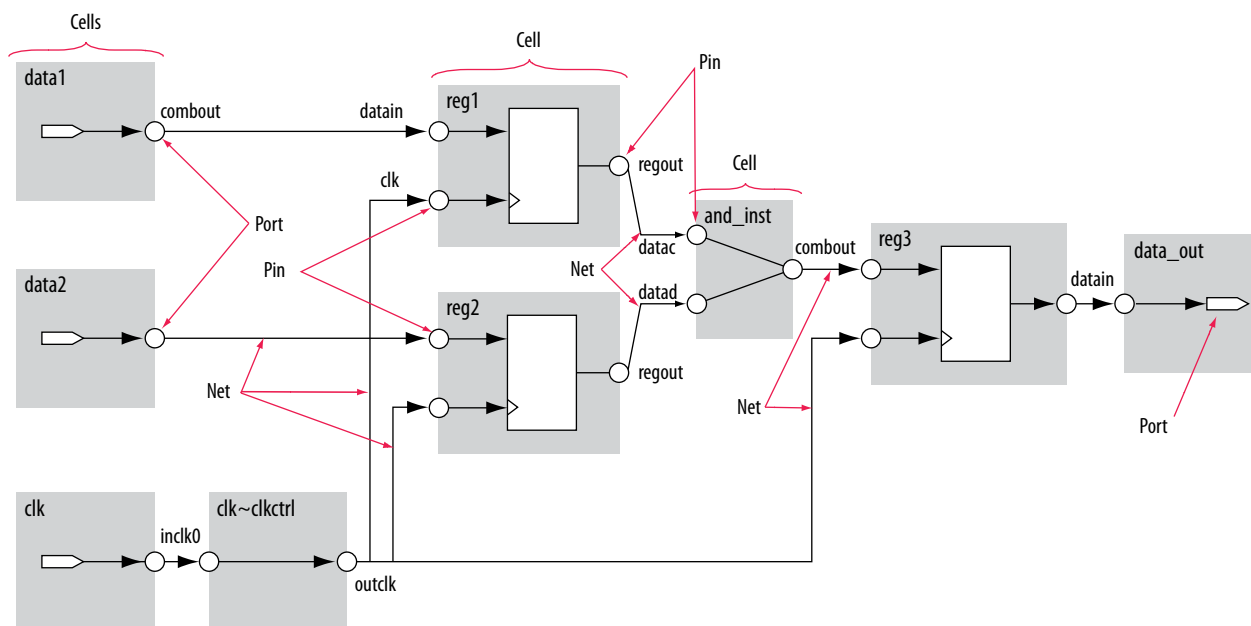 Cells
Cell
Pin
data1
reg1
combout
datain
regout
Cell
clk
and_inst
Port
datac
combout
reg3
data_out
Pin
Net
data2
datad
datain
reg2
regout
Net
Net
Port
clk
clk~clkctrl
inclk0
outclk